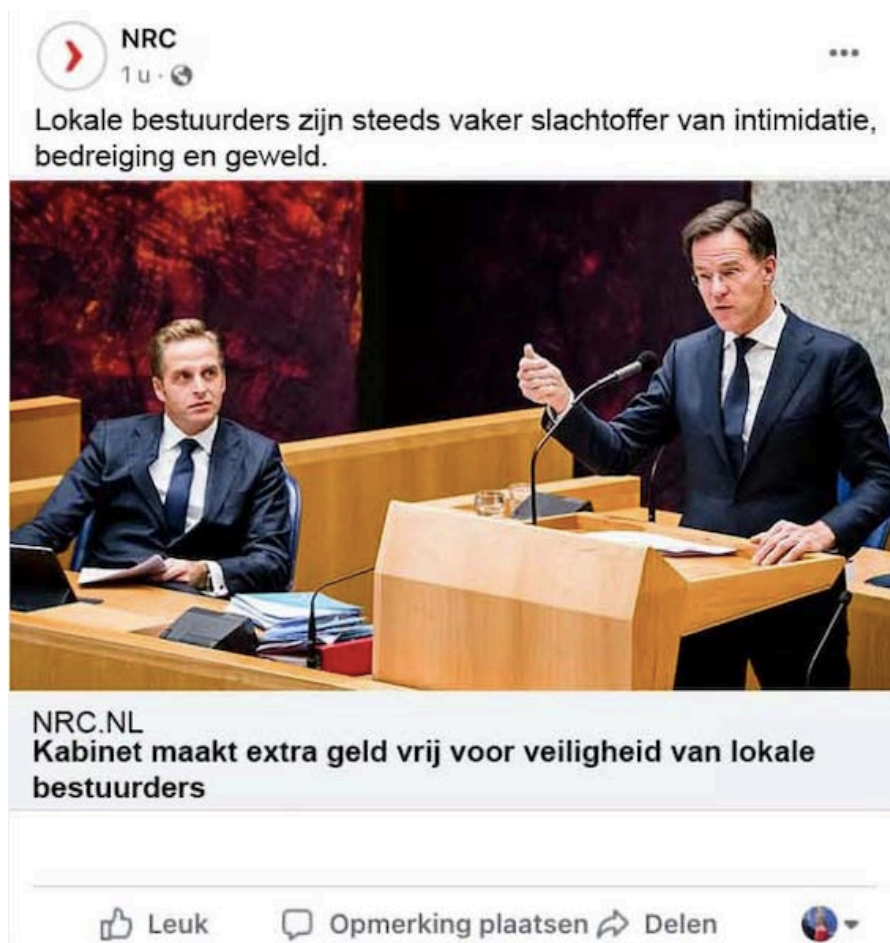 NRC
1 u ·
Lokale bestuurders zijn steeds vaker slachtoffer van intimidatie,
bedreiging en geweld.
NRC.NL
Kabinet maakt extra geld vrij voor veiligheid van lokale
bestuurders
Leuk
Opmerking plaatsen
Delen